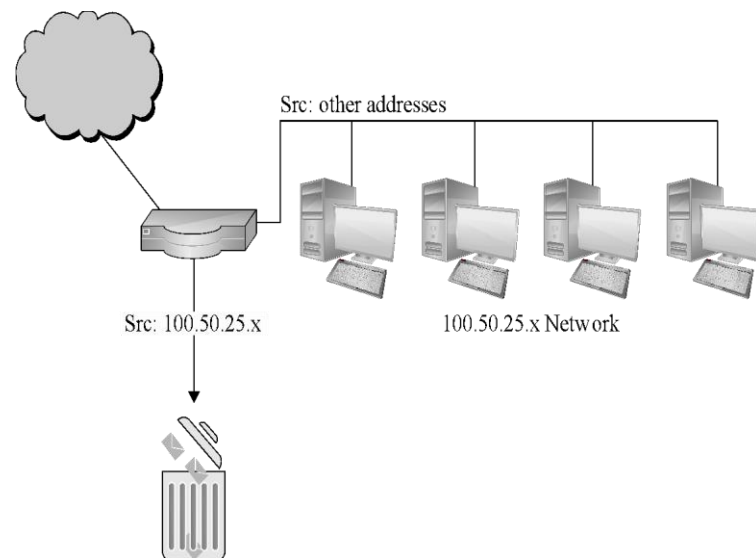 Src: other addresses
Src: 100.50.25.x
100.50.25.x Network